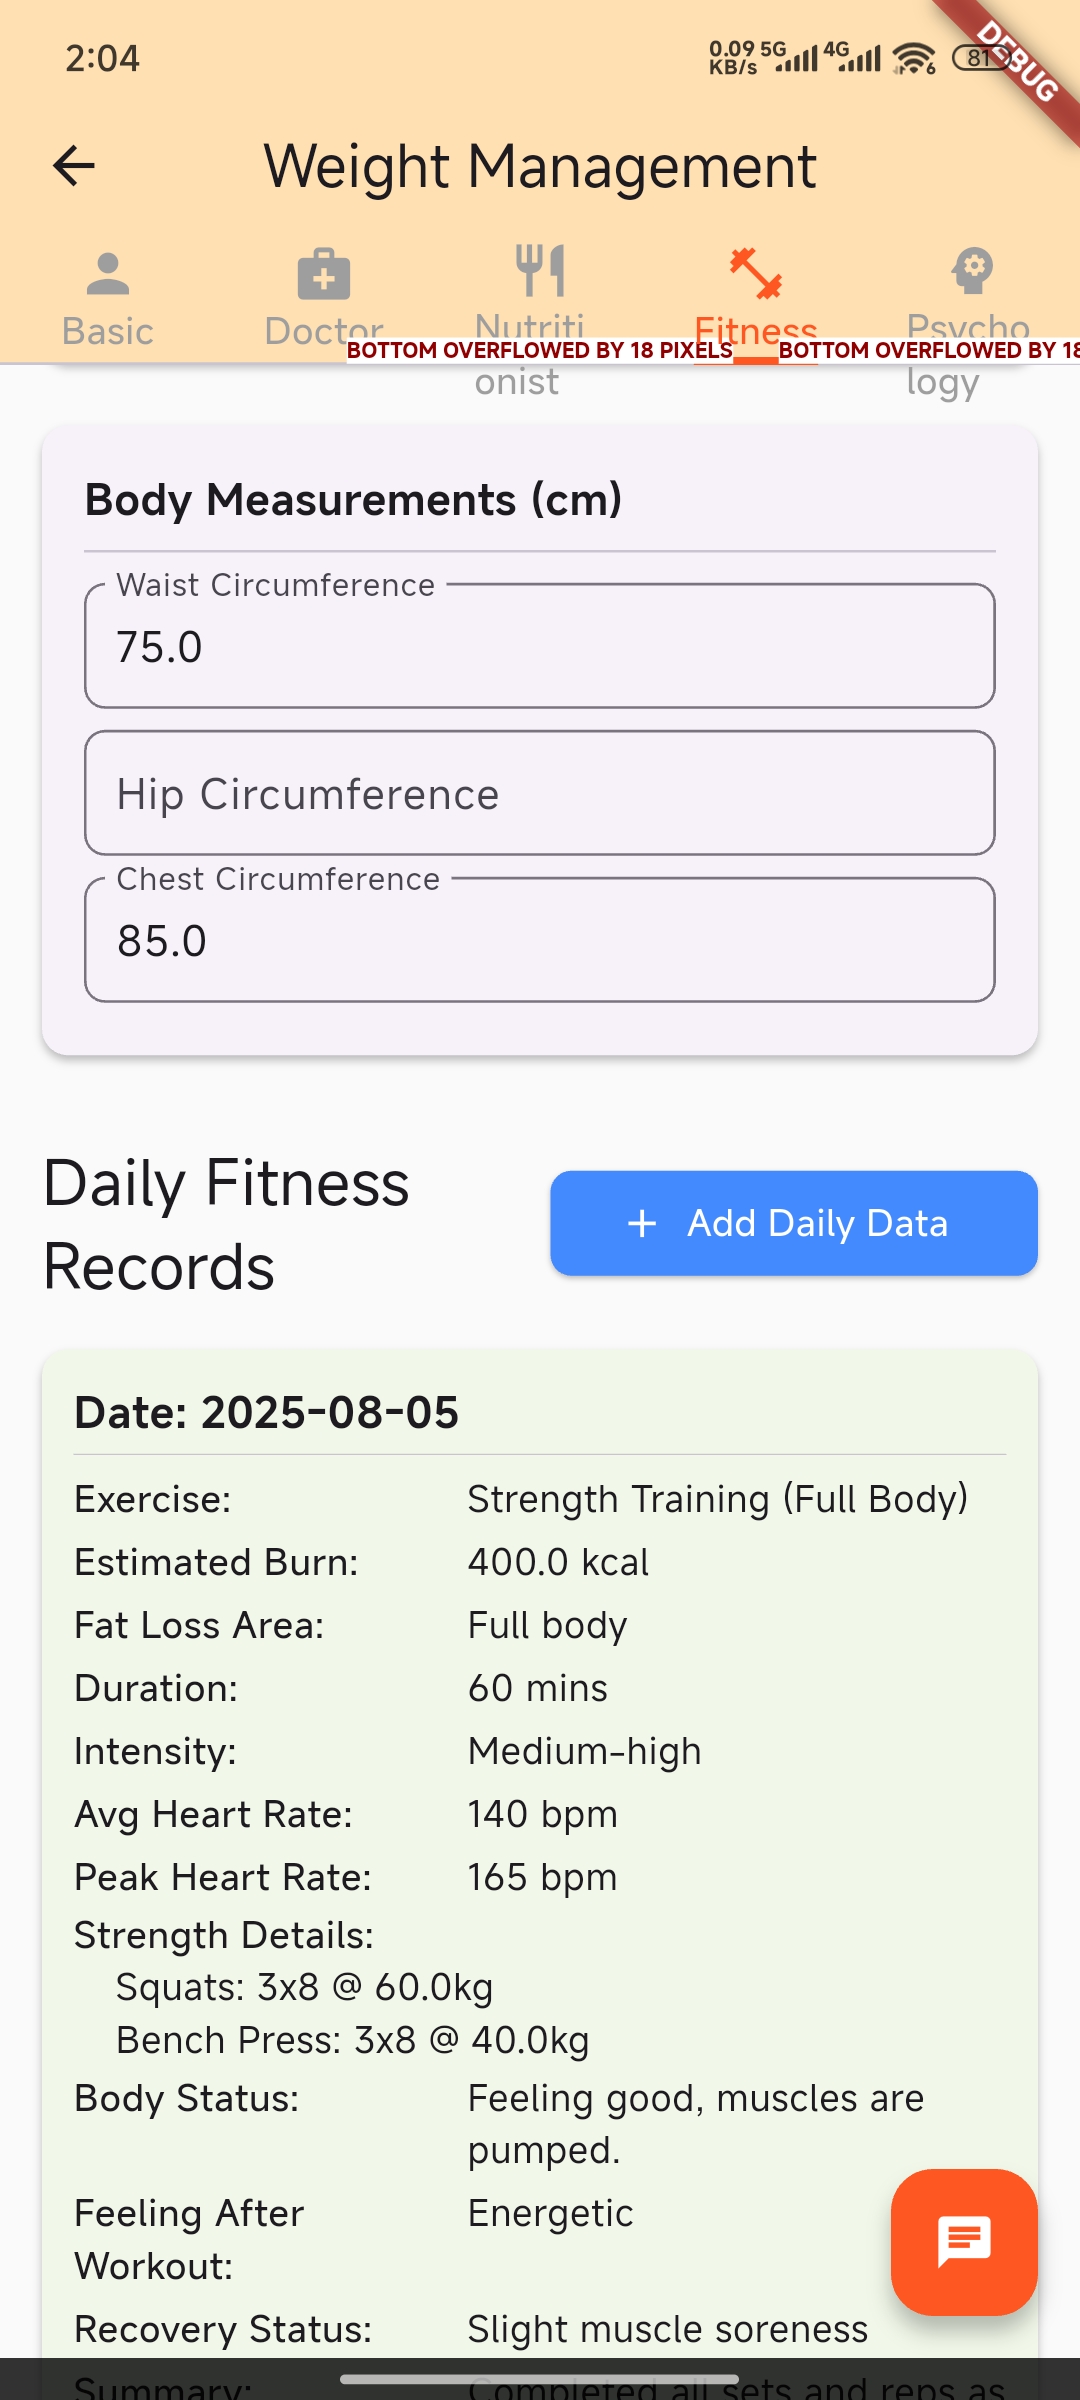 2:04
0.09 KB/s 5G 4G 6 81
DEBUG
Weight Management
Basic
Doctor
Nutriti
onist
Fitness
Psycho
logy
BOTTOM OVERFLOWED BY 18 PIXELS
BOTTOM OVERFLOWED BY 18
Body Measurements (cm)
Waist Circumference
75.0
Hip Circumference
Chest Circumference
85.0
Daily Fitness
Records
+ Add Daily Data
Date: 2025-08-05
Exercise: Strength Training (Full Body)
Estimated Burn: 400.0 kcal
Fat Loss Area: Full body
Duration: 60 mins
Intensity: Medium-high
Avg Heart Rate: 140 bpm
Peak Heart Rate: 165 bpm
Strength Details:
Squats: 3x8 @ 60.0kg
Bench Press: 3x8 @ 40.0kg
Body Status: Feeling good, muscles are
pumped.
Feeling After Energetic
Workout:
Recovery Status: Slight muscle soreness
Summary: Completed all sets and reps as